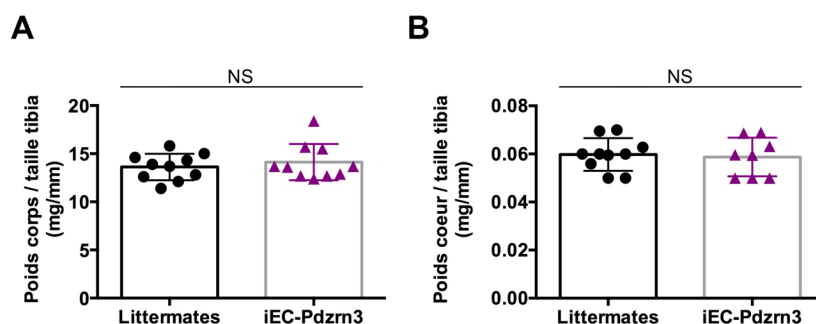 A
NS
Poids corps / taille tibia
(mg/mm)
20
15
10
5
0
Littermates
iEC-Pdzrn3
B
NS
Poids coeur / taille tibia
(mg/mm)
0.08
0.06
0.04
0.02
0.00
Littermates
iEC-Pdzrn3